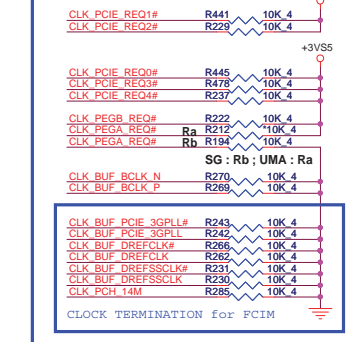 CLK_PCIE_REQ1# R441 10K_4
CLK_PCIE_REQ2# R229 10K_4
+3VS5
CLK_PCIE_REQ0# R445 10K_4
CLK_PCIE_REQ3# R478 10K_4
CLK_PCIE_REQ4# R237 10K_4
CLK_PEGB_REQ# R222 10K_4
CLK_PEGA_REQ# Ra R212 *10K_4
CLK_PEGA_REQ# Rb R194 10K_4
SG : Rb ; UMA : Ra
CLK_BUF_BCLK_N R270 10K_4
CLK_BUF_BCLK_P R269 10K_4
CLK_BUF_PCIE_3GPLL# R243 10K_4
CLK_BUF_PCIE_3GPLL R242 10K_4
CLK_BUF_DREFCLK# R266 10K_4
CLK_BUF_DREFCLK R262 10K_4
CLK_BUF_DREFSSCLK# R231 10K_4
CLK_BUF_DREFSSCLK R230 10K_4
CLK_PCH_14M R285 10K_4
CLOCK TERMINATION for FCIM